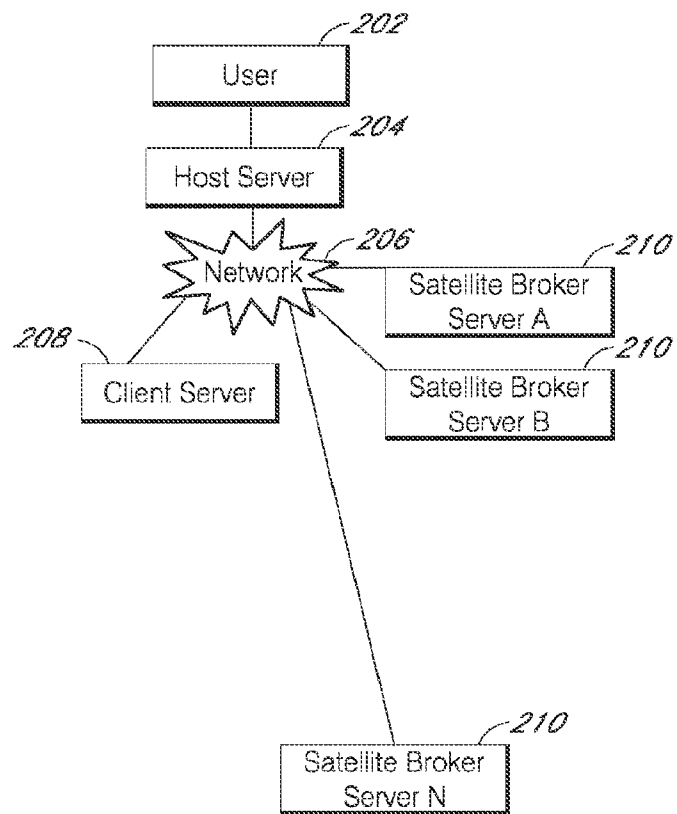 202
User
204
Host Server
206
Network
210
Satellite Broker
Server A
208
Client Server
210
Satellite Broker
Server B
210
Satellite Broker
Server N